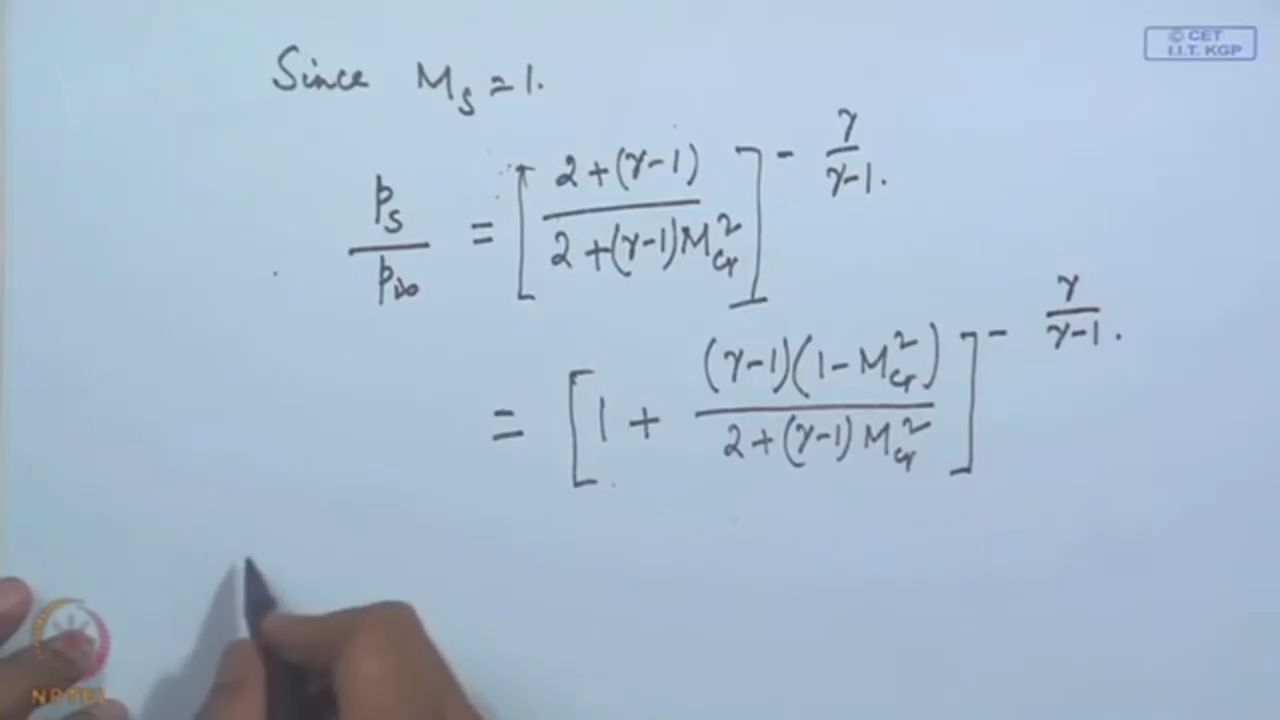 © CET
I.I.T. KGP
Since M_s = 1.
p_s / p_∞ = [ 2+(γ-1) / 2+(γ-1)M_cr^2 ]^- γ/γ-1.
= [ 1 + (γ-1)(1-M_cr^2) / 2+(γ-1)M_cr^2 ]^- γ/γ-1.
NPTEL